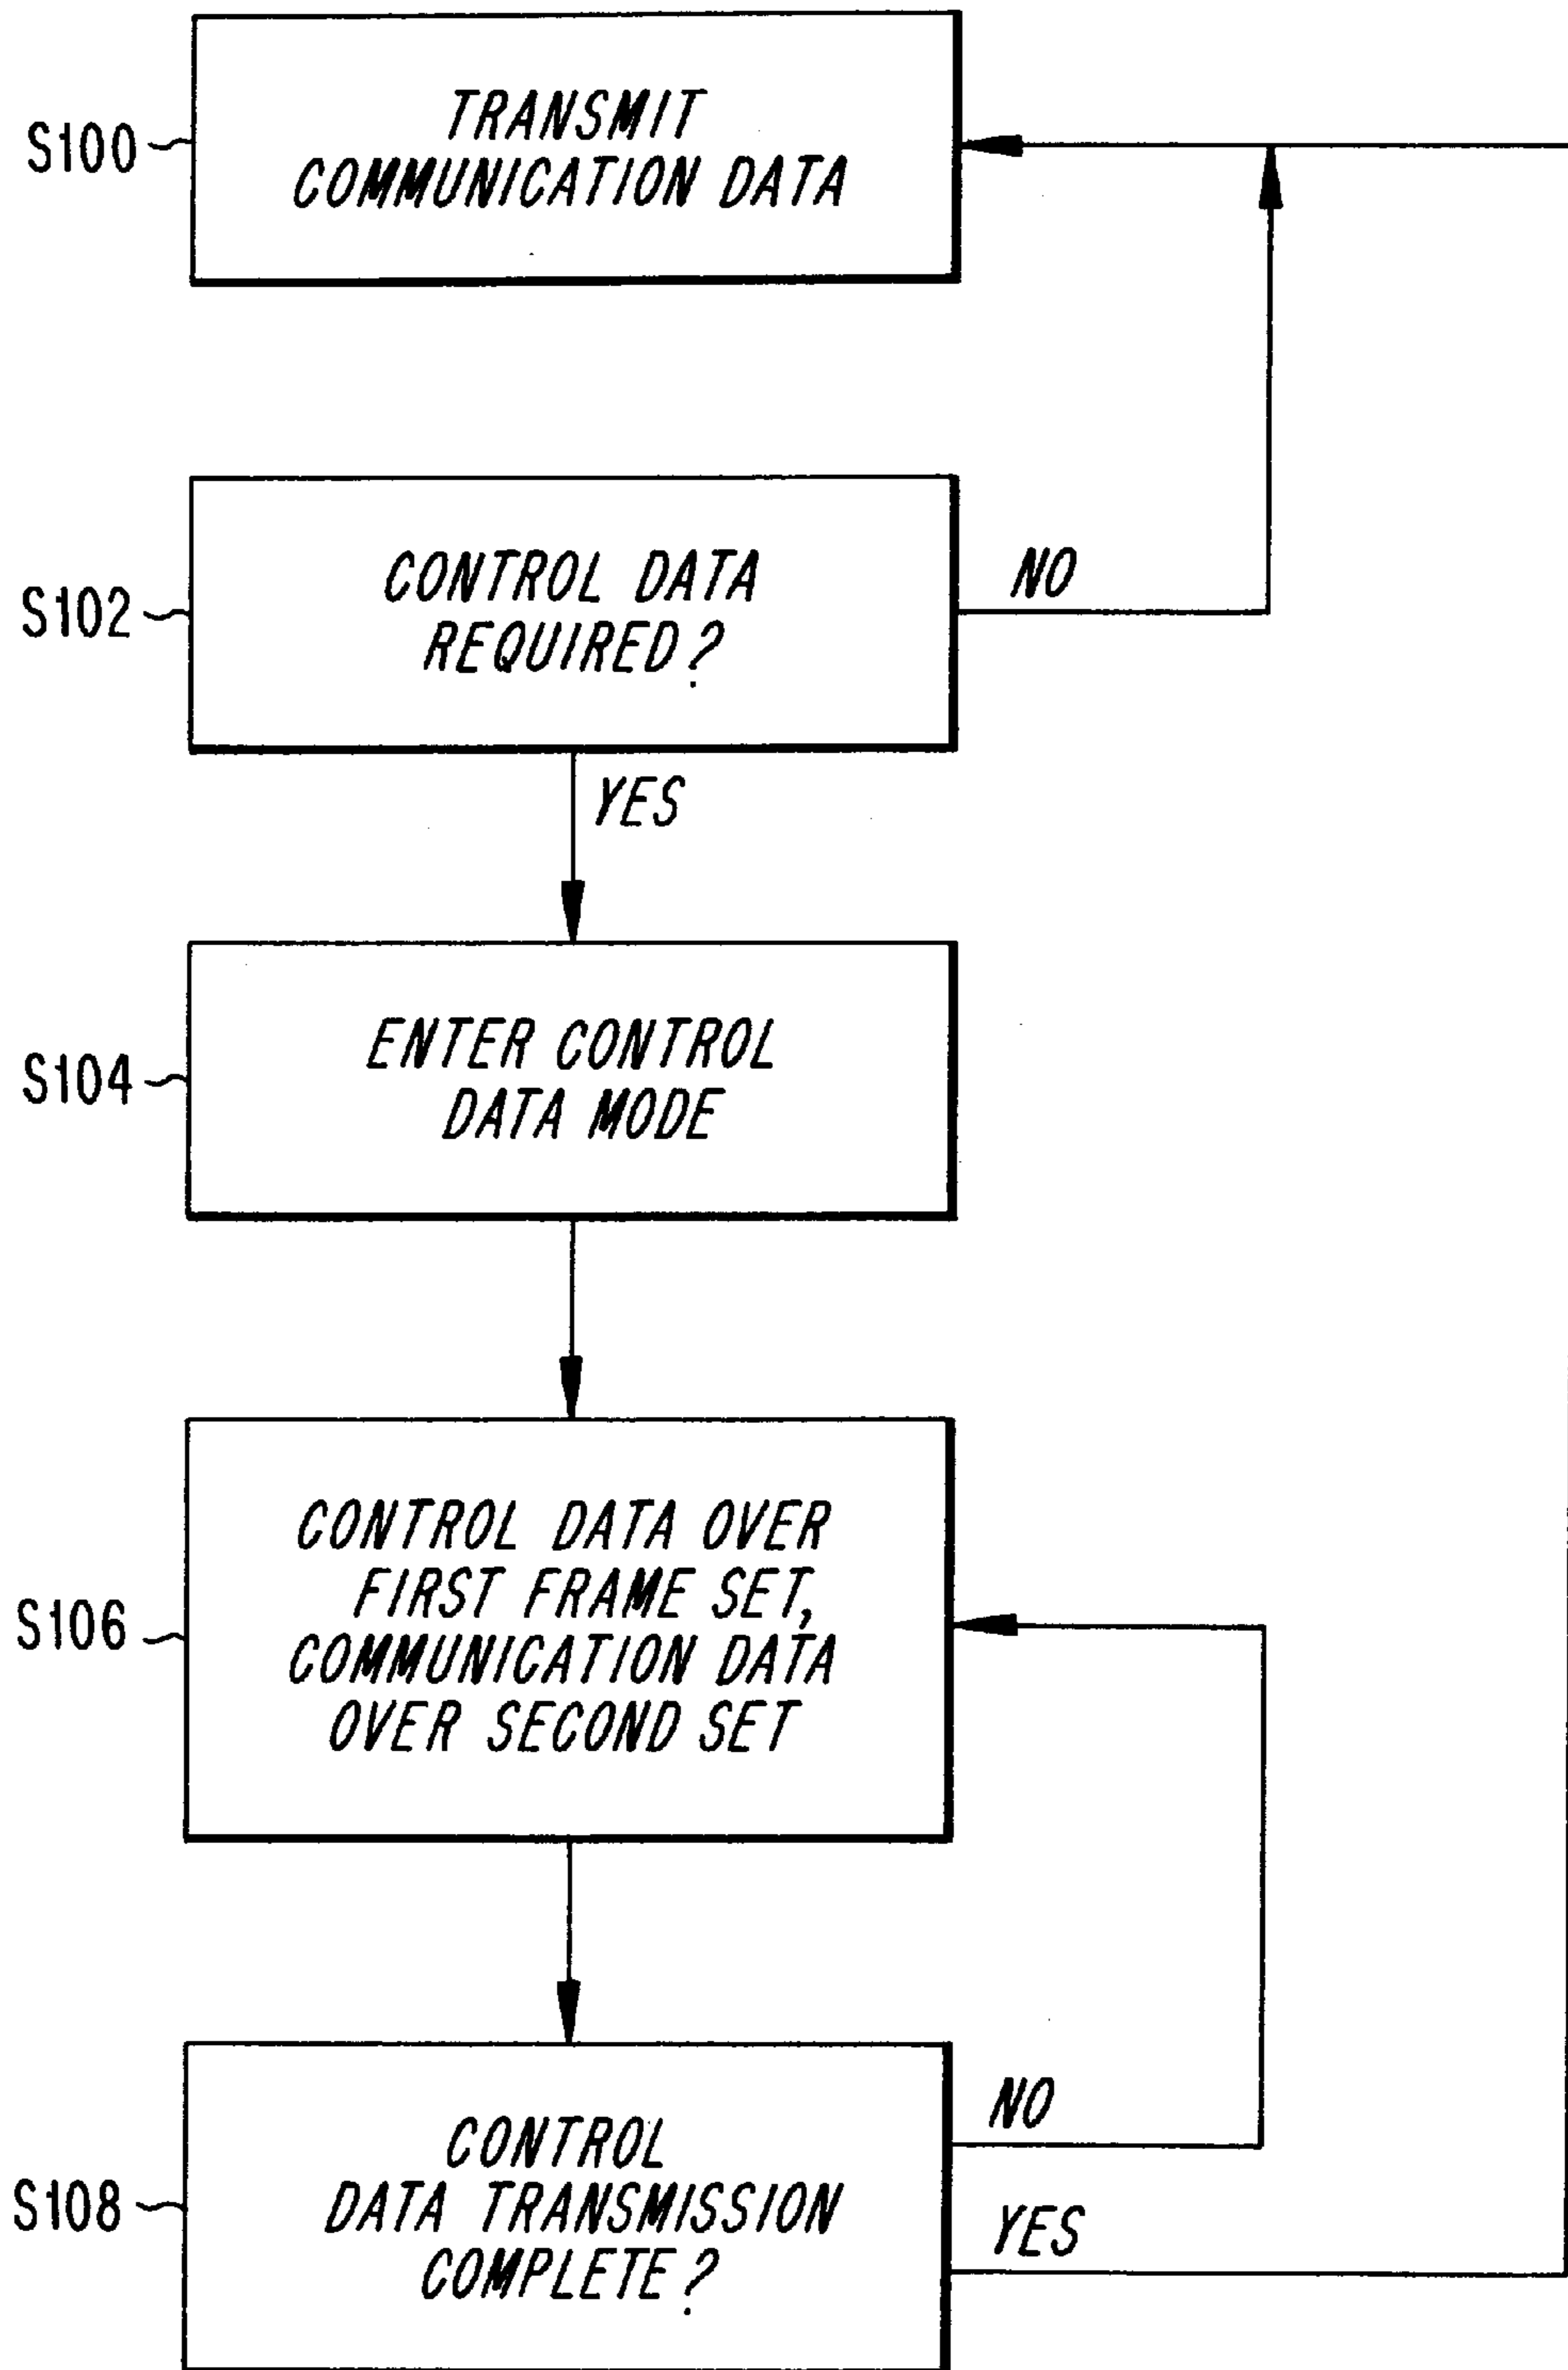 S100
TRANSMIT
COMMUNICATION DATA
S102
CONTROL DATA
REQUIRED?
NO
YES
S104
ENTER CONTROL
DATA MODE
S106
CONTROL DATA OVER
FIRST FRAME SET,
COMMUNICATION DATA
OVER SECOND SET
S108
CONTROL
DATA TRANSMISSION
COMPLETE?
NO
YES